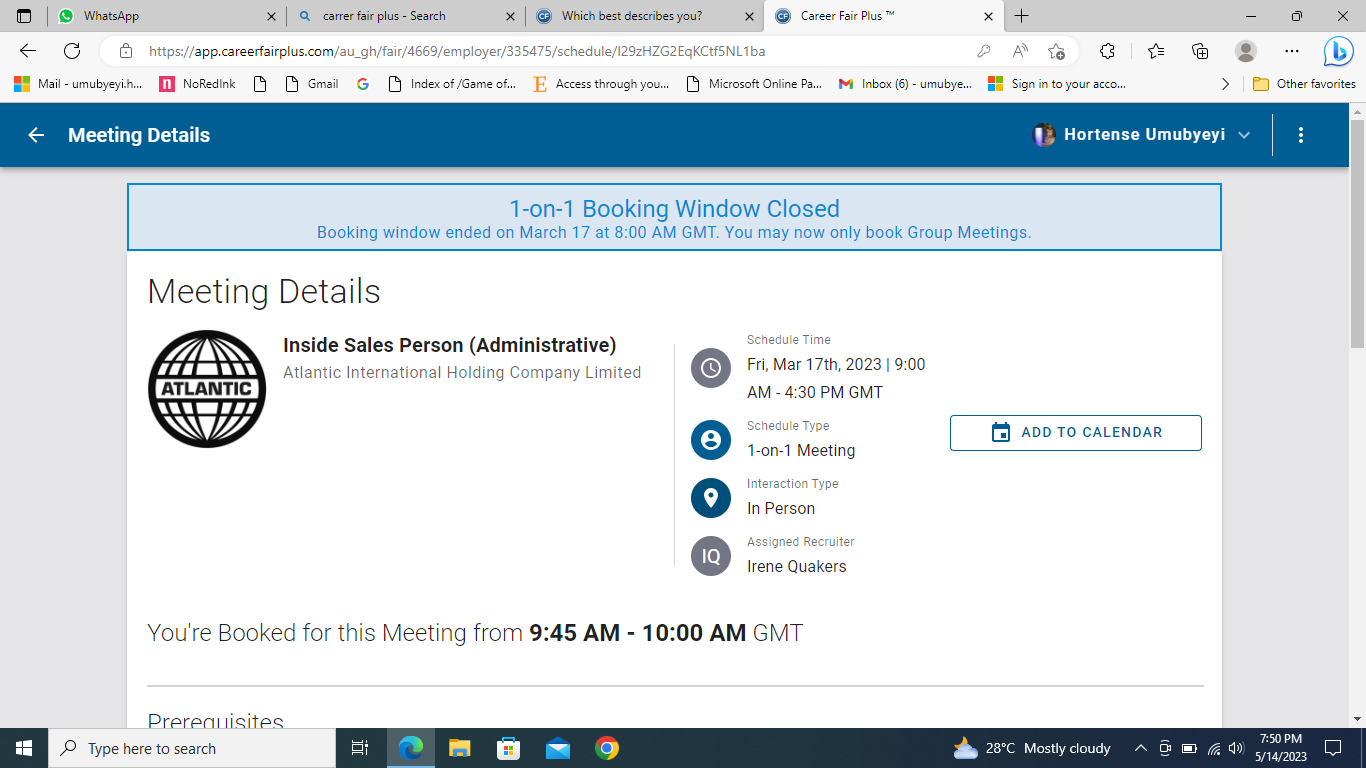 WhatsApp
carrer fair plus - Search
Which best describes you?
Career Fair Plus ™
https://app.careerfairplus.com/au_gh/fair/4669/employer/335475/schedule/I29zHZG2EqKCtf5NL1ba
Mail - umubyeyi.h...
NoRedInk
Gmail
Index of /Game of...
Access through you...
Microsoft Online Pa...
Inbox (6) - umubye...
Sign in to your acco...
Other favorites
Meeting Details
Hortense Umubyeyi
1-on-1 Booking Window Closed
Booking window ended on March 17 at 8:00 AM GMT. You may now only book Group Meetings.
Meeting Details
ATLANTIC
Inside Sales Person (Administrative)
Atlantic International Holding Company Limited
Schedule Time
Fri, Mar 17th, 2023 | 9:00
AM - 4:30 PM GMT
Schedule Type
1-on-1 Meeting
ADD TO CALENDAR
Interaction Type
In Person
IQ
Assigned Recruiter
Irene Quakers
You're Booked for this Meeting from 9:45 AM - 10:00 AM GMT
Prerequisites
Type here to search
28°C Mostly cloudy
7:50 PM
5/14/2023